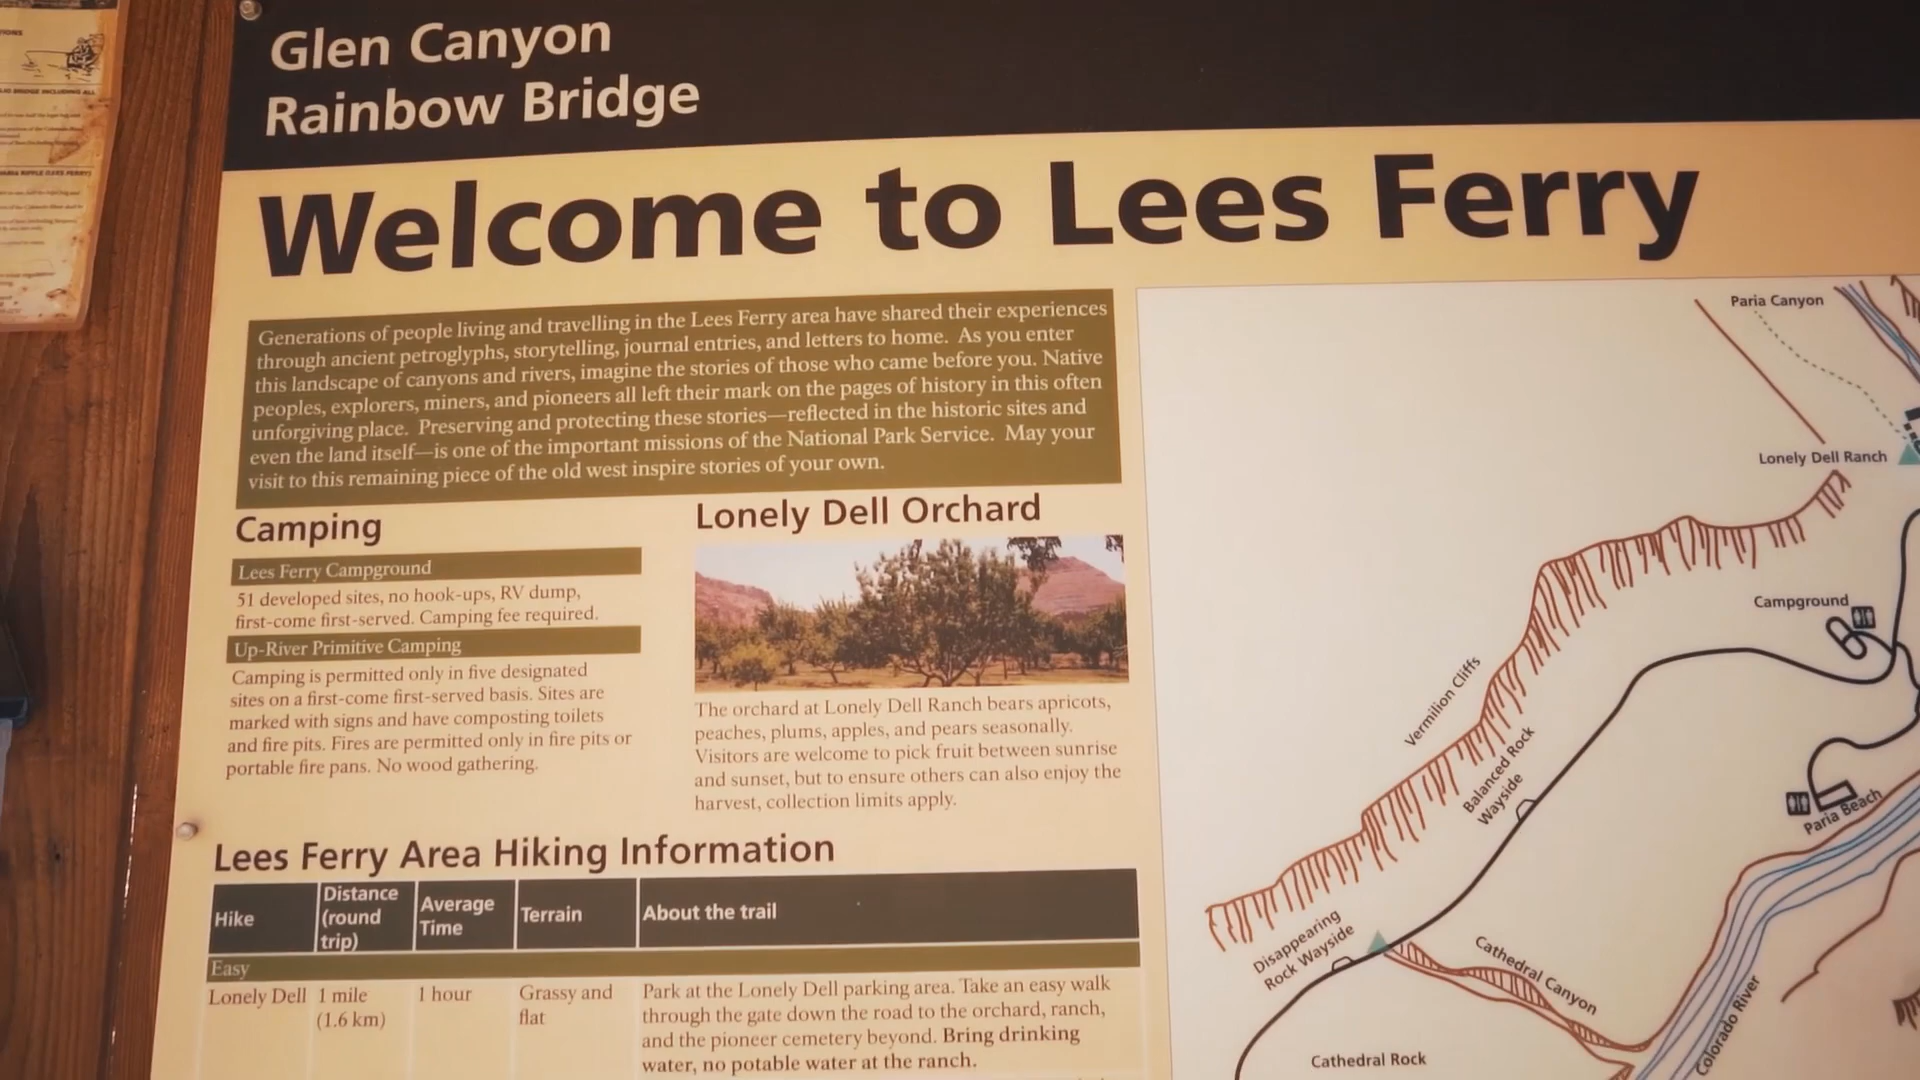 Glen Canyon
Rainbow Bridge
Welcome to Lees Ferry
Generations of people living and travelling in the Lees Ferry area have shared their experiences
through ancient petroglyphs, storytelling, journal entries, and letters to home. As you enter
this landscape of canyons and rivers, imagine the stories of those who came before you. Native
peoples, explorers, miners, and pioneers all left their mark on the pages of history in this often
unforgiving place. Preserving and protecting these stories—reflected in the historic sites and
even the land itself—is one of the important missions of the National Park Service. May your
visit to this remaining piece of the old west inspire stories of your own.
Camping
Lees Ferry Campground
51 developed sites, no hook-ups, RV dump,
first-come first-served. Camping fee required.
Up-River Primitive Camping
Camping is permitted only in five designated
sites on a first-come first-served basis. Sites are
marked with signs and have composting toilets
and fire pits. Fires are permitted only in fire pits or
portable fire pans. No wood gathering.
Lonely Dell Orchard
The orchard at Lonely Dell Ranch bears apricots,
peaches, plums, apples, and pears seasonally.
Visitors are welcome to pick fruit between sunrise
and sunset, but to ensure others can also enjoy the
harvest, collection limits apply.
Lees Ferry Area Hiking Information
Hike
Distance
(round
trip)
Average
Time
Terrain
About the trail
Easy
Lonely Dell
1 mile
(1.6 km)
1 hour
Grassy and
flat
Park at the Lonely Dell parking area. Take an easy walk
through the gate down the road to the orchard, ranch,
and the pioneer cemetery beyond. Bring drinking
water, no potable water at the ranch.
Paria Canyon
Lonely Dell Ranch
Campground
Vermilion Cliffs
Balanced Rock
Wayside
Paria Beach
Disappearing
Rock Wayside
Cathedral Canyon
Colorado River
Cathedral Rock